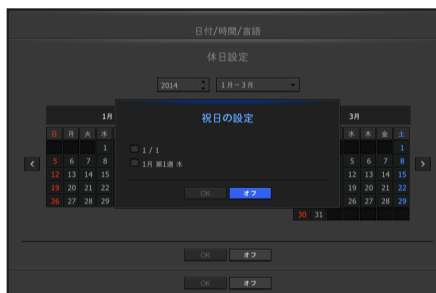 日付/時間/言語
休日設定
2014 1月~3月
1月 3月
日 月 火 水 水 木 金 土
祝日の設定
1 1
5 6 7 8 5 6 7 8
12 13 14 15 12 13 14 15
19 20 21 22 19 20 21 22
26 27 28 29 26 27 28 29
30 31
1 / 1
1月 第1週 水
OK オフ
OK オフ
OK オフ